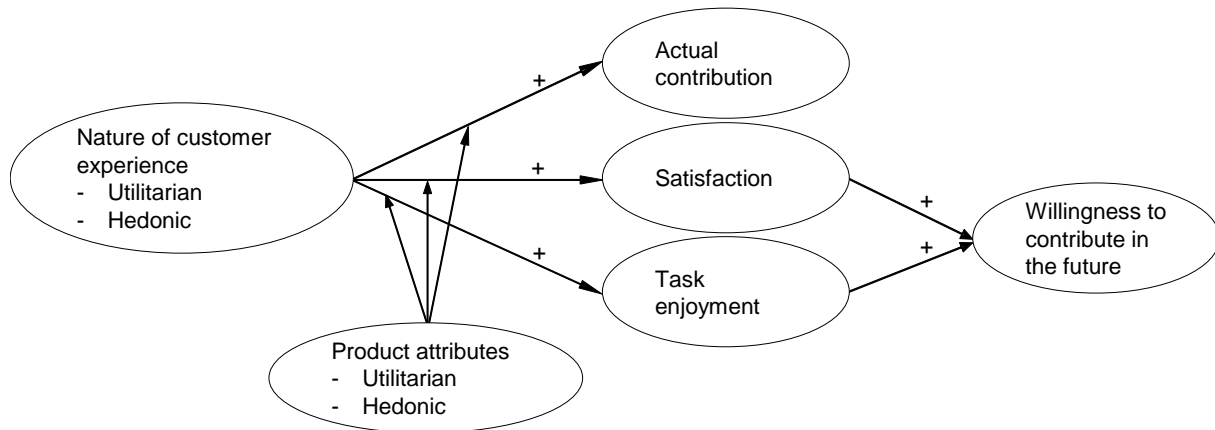 Actual
contribution
+
Nature of customer
experience
- Utilitarian
- Hedonic
+
Satisfaction
+
Willingness to
contribute in
the future
+
+
Task
enjoyment
Product attributes
- Utilitarian
- Hedonic